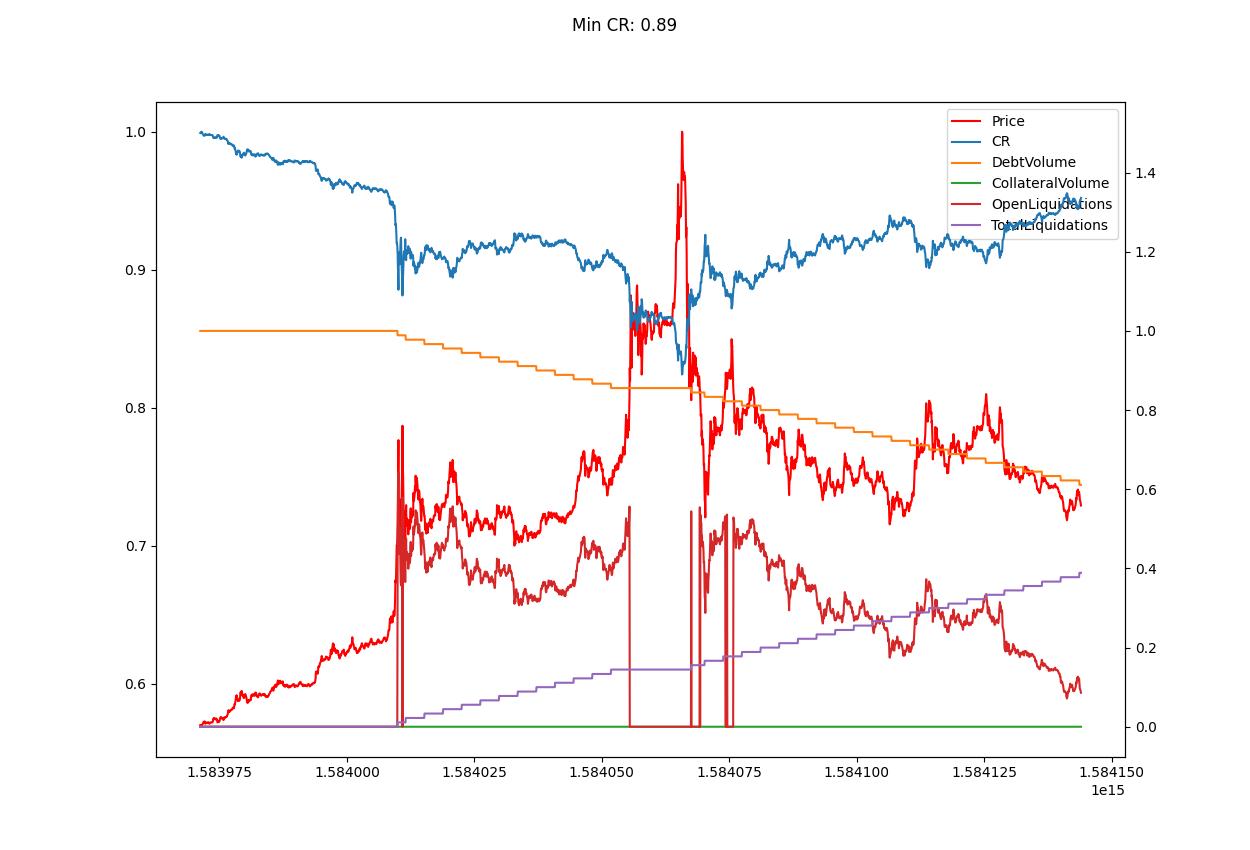 Min CR: 0.89
1.0
0.9
0.8
0.7
0.6
1.4
1.2
1.0
0.8
0.6
0.4
0.2
0.0
Price
CR
DebtVolume
CollateralVolume
OpenLiquidations
TotalLiquidations
1.583975 1.584000 1.584025 1.584050 1.584075 1.584100 1.584125 1.584150
1e15